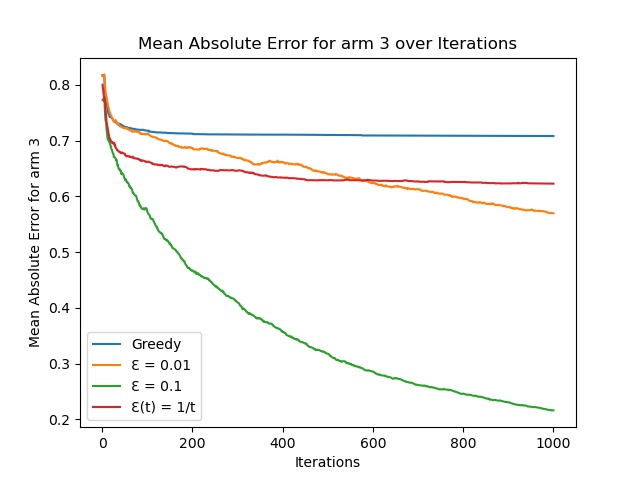 Mean Absolute Error for arm 3 over Iterations
Mean Absolute Error for arm 3
0.8
0.7
0.6
0.5
0.4
0.3
0.2
Greedy
Ɛ = 0.01
Ɛ = 0.1
Ɛ(t) = 1/t
0
200
400
600
800
1000
Iterations